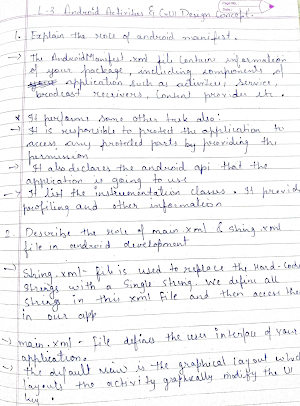 L-3 Android Activities & GUI Design Concept.
1. Explain the role of android manifest.
→ The AndroidManifest.xml file contains information
of your package, including components of
application such as activities, service,
broadcast receivers, Content provider etc.
* It performs some other task also:
→ It is responsible to protect the application to
access any protected parts by providing the
permission
→ It also declares the android api that the
application is going to use
→ It list the instrumentation classes. It provide
profiling and other information
2. Describe the role of main.xml & string.xml
file in android development
→ String.xml - file is used to replace the Hard-Code
strings with a Single string. We define all
strings in this xml file and then access the
in our app
→ main.xml - file defines the user interface of your
application.
→ the default view is the graphical layout which
layouts the activity graphically modify the UI